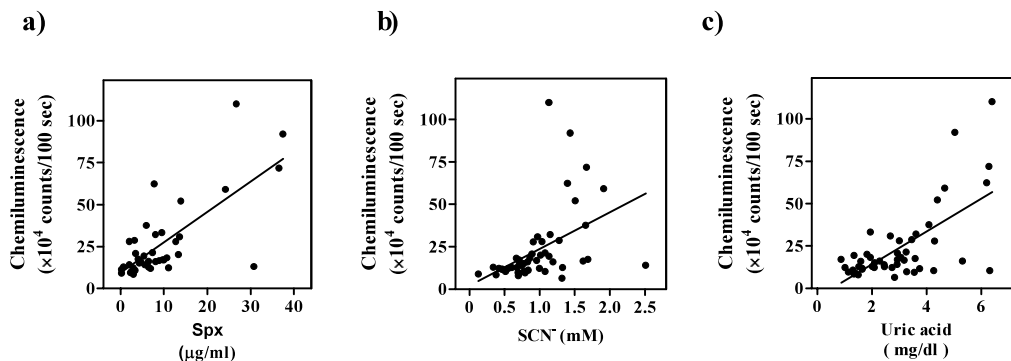 a)
b)
c)
Chemiluminescence
(×10⁴ counts/100 sec)
100
75
50
25
0
0 10 20 30 40
Spx
(μg/ml)
Chemiluminescence
(×10⁴ counts/100 sec)
100
75
50
25
0
0 0.5 1.0 1.5 2.0 2.5
SCN⁻ (mM)
Chemiluminescence
(×10⁴ counts/100 sec)
100
75
50
25
0
0 2 4 6
Uric acid
( mg/dl )